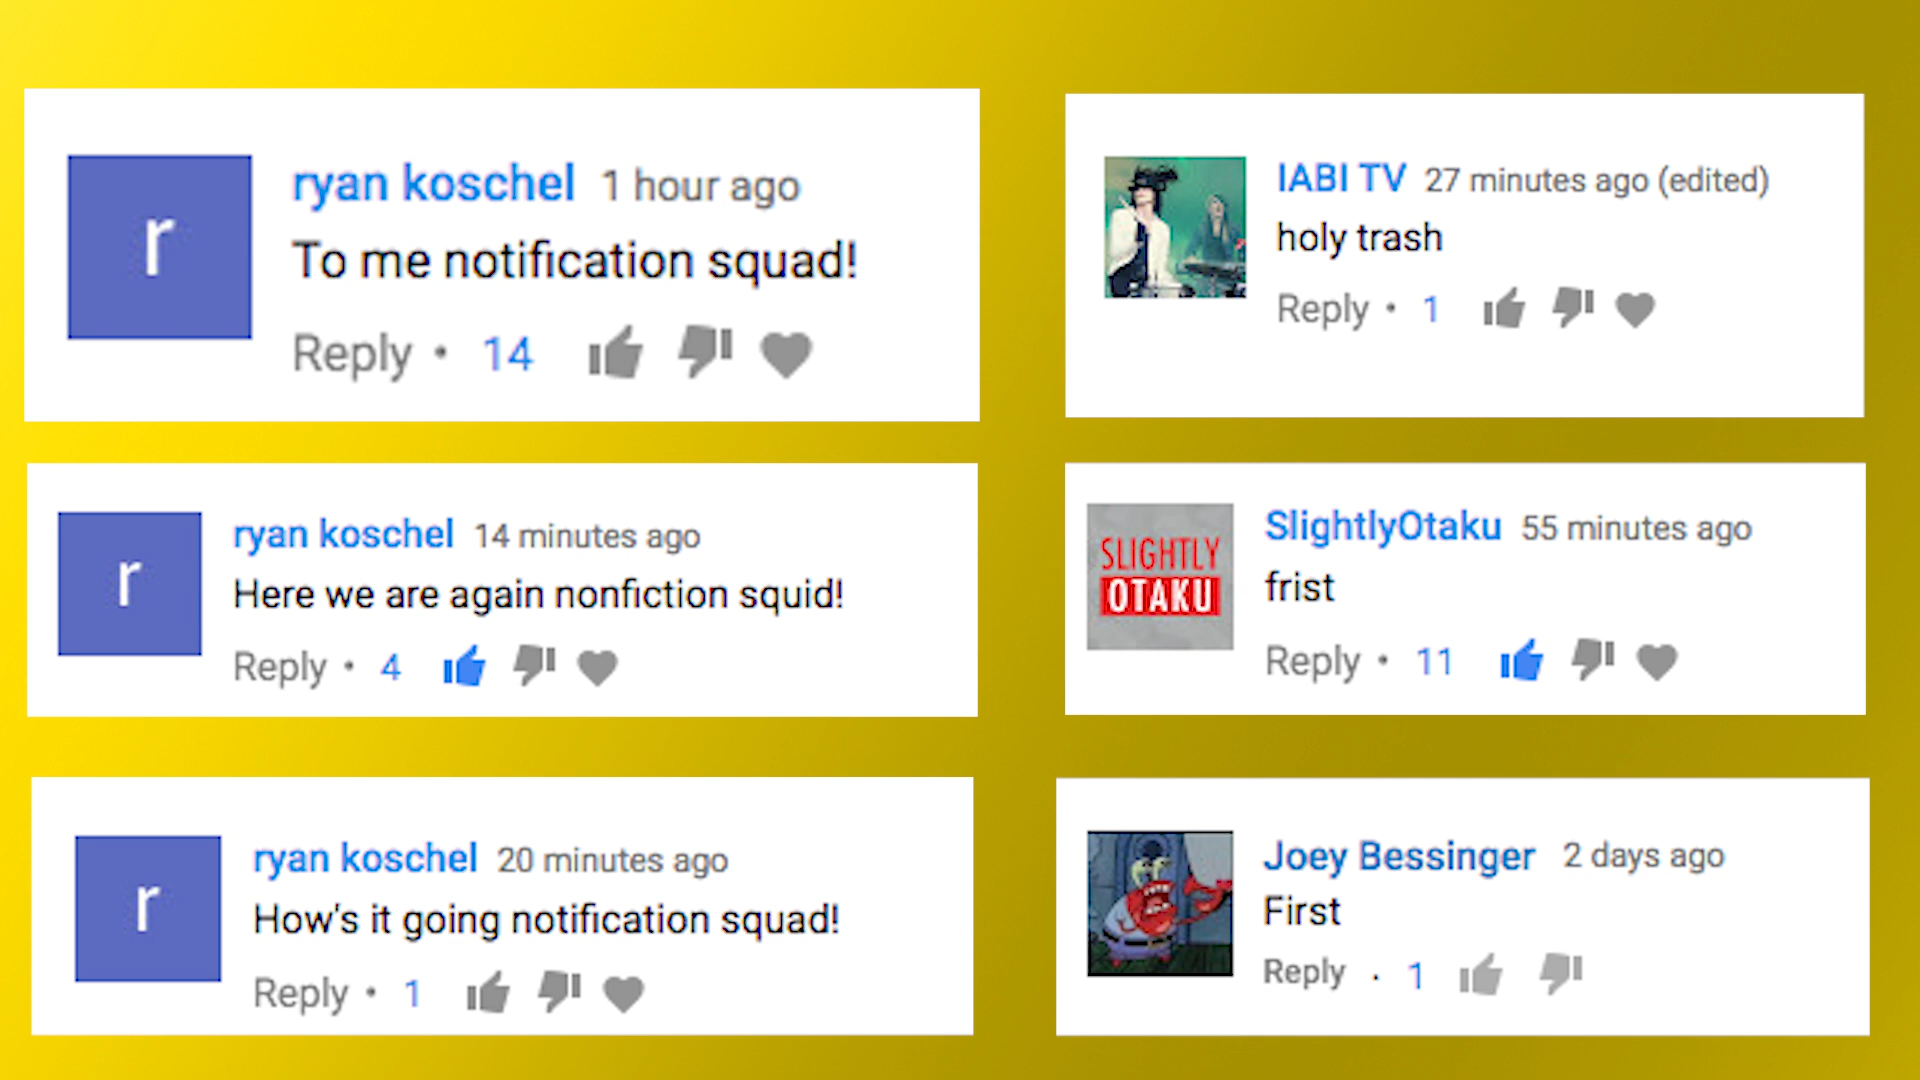 r
ryan koschel 1 hour ago
To me notification squad!
Reply • 14
r
ryan koschel 14 minutes ago
Here we are again nonfiction squid!
Reply • 4
r
ryan koschel 20 minutes ago
How's it going notification squad!
Reply • 1
IABI TV 27 minutes ago (edited)
holy trash
Reply • 1
SLIGHTLY
OTAKU
SlightlyOtaku 55 minutes ago
frist
Reply • 11
Joey Bessinger 2 days ago
First
Reply . 1